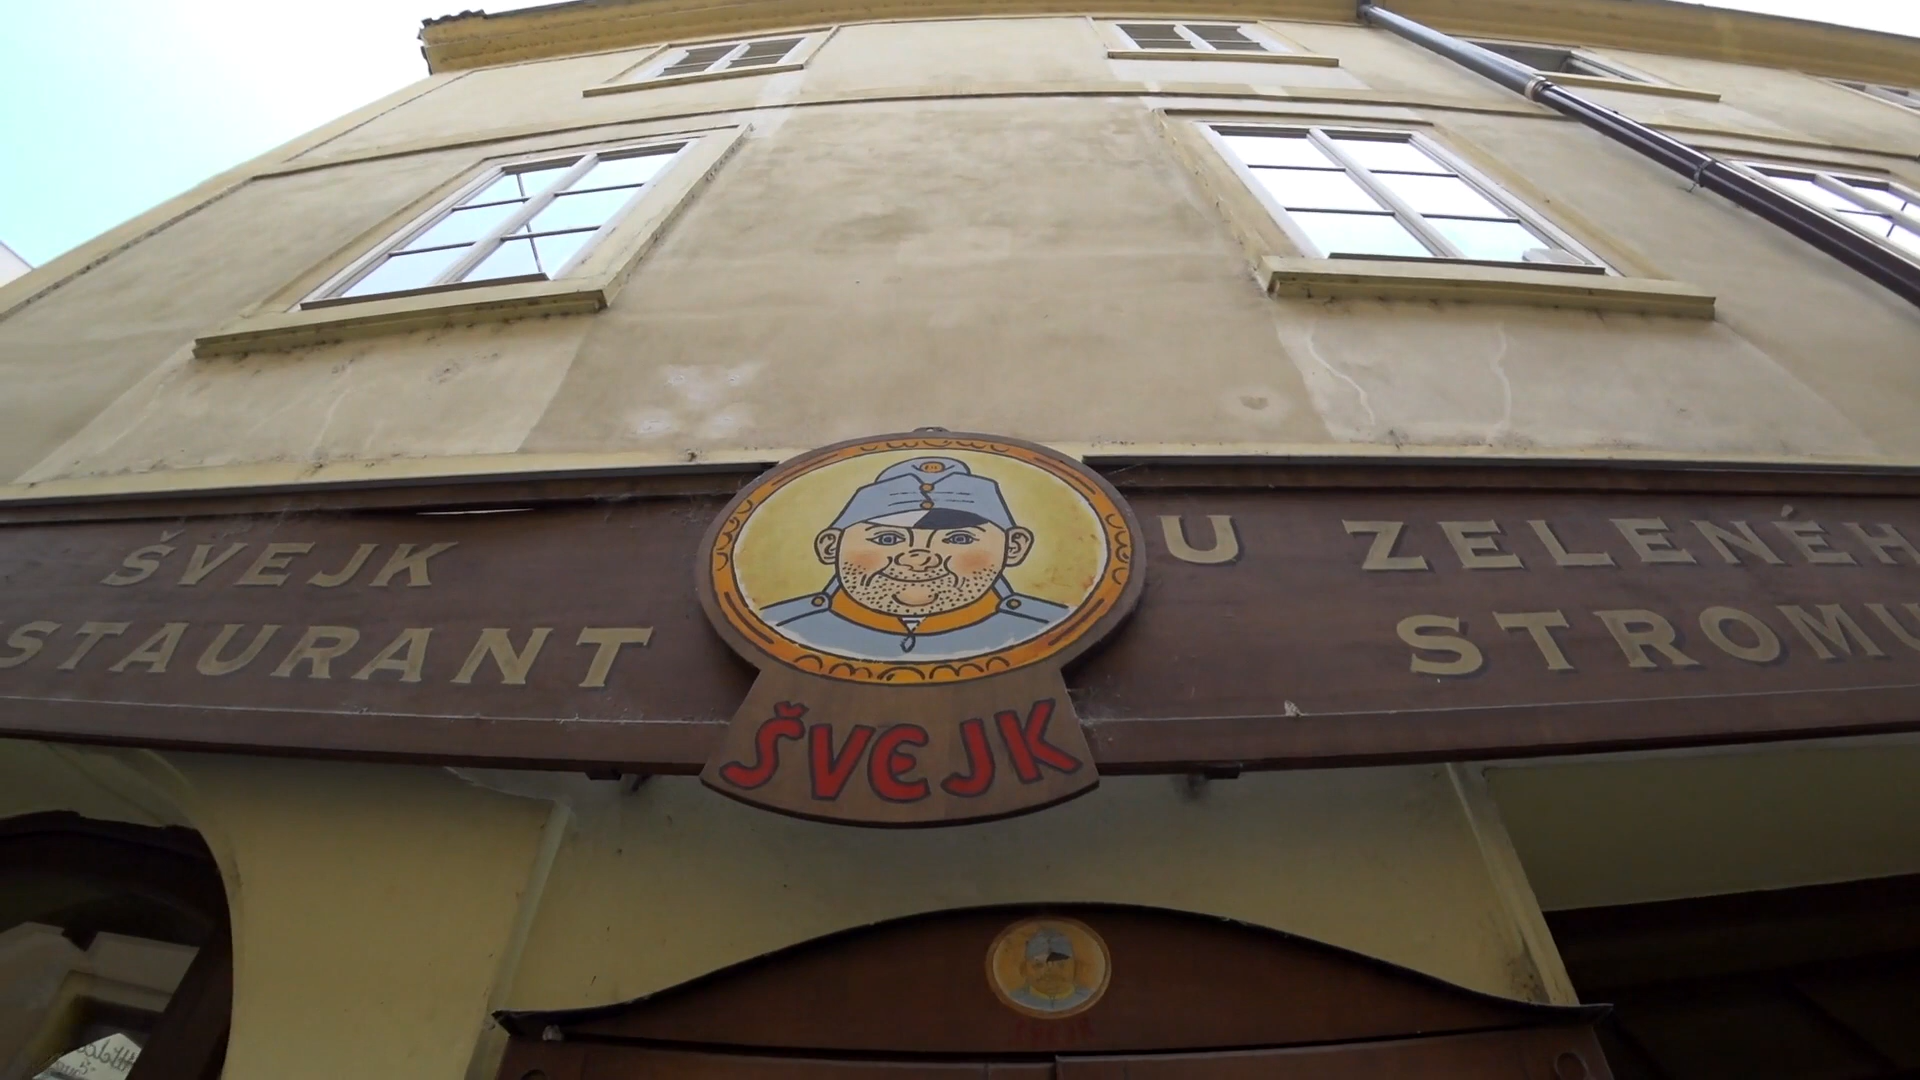 ŠVEJK
STAURANT
ŠVEJK
U ZELENÉH
STROMU